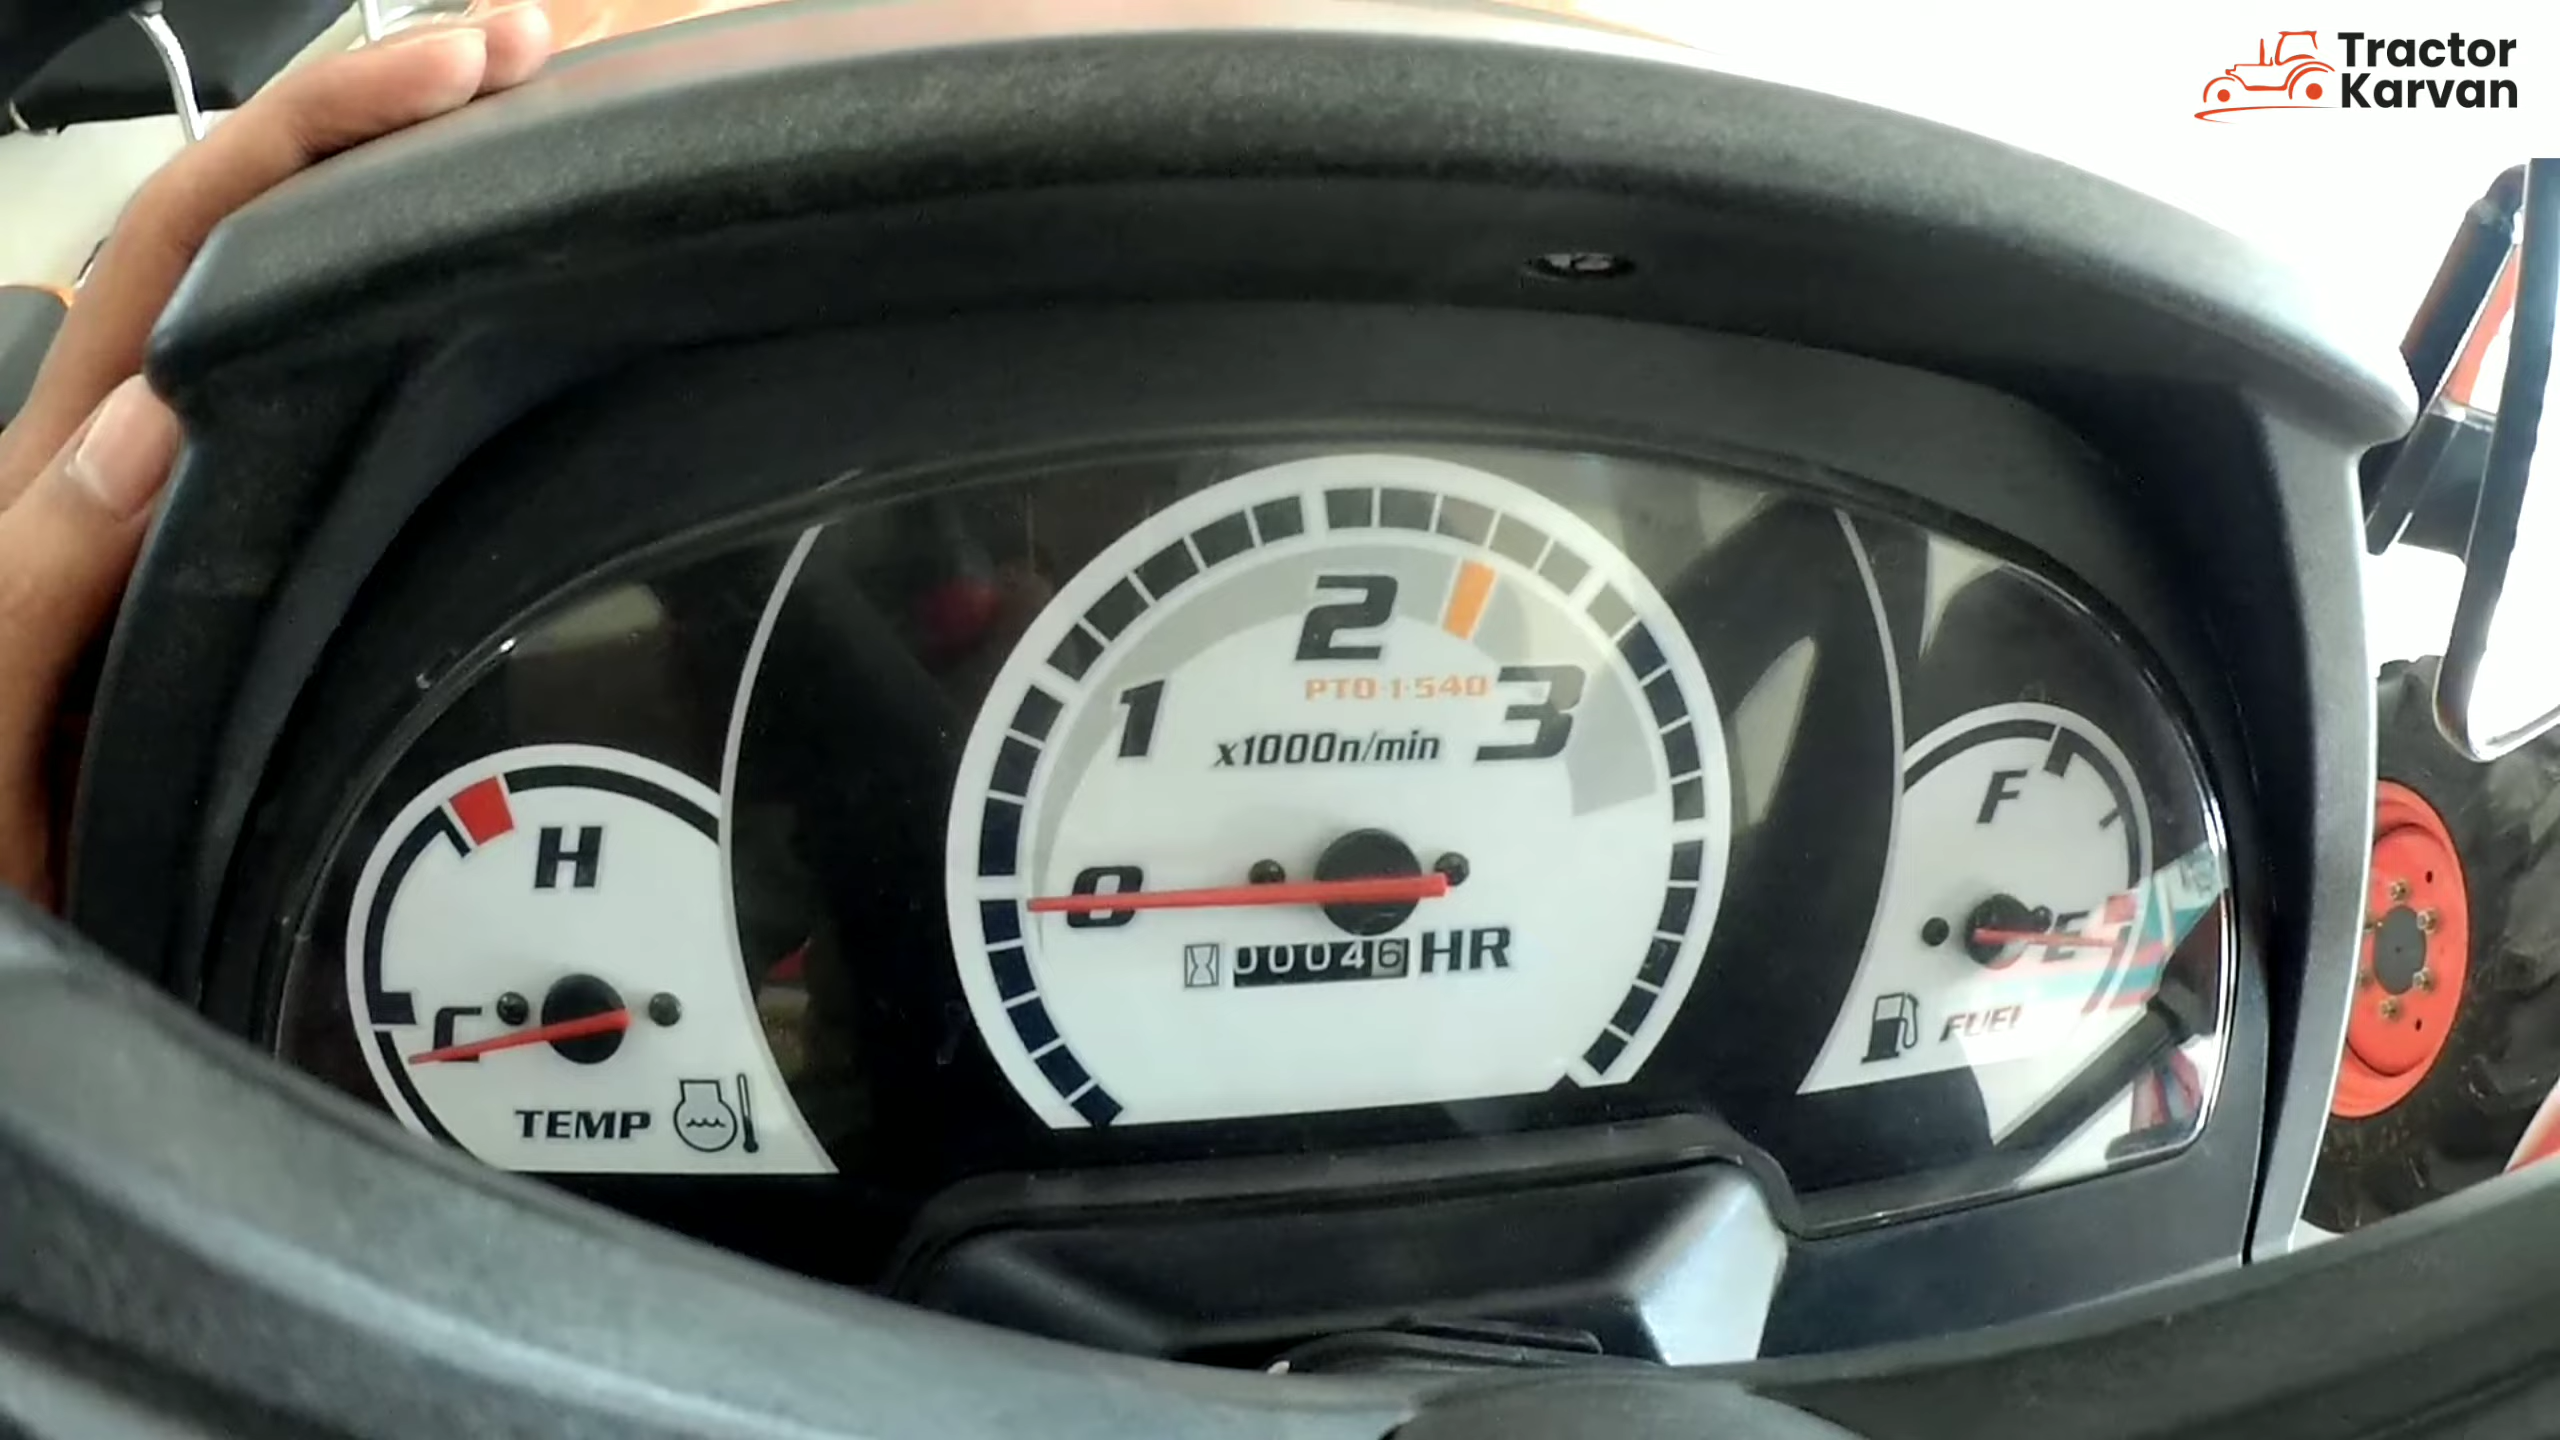 Tractor
Karvan
2
PTO·1·540
1
3
x1000n/min
H
F
0
E
00046 HR
C
FUEL
TEMP